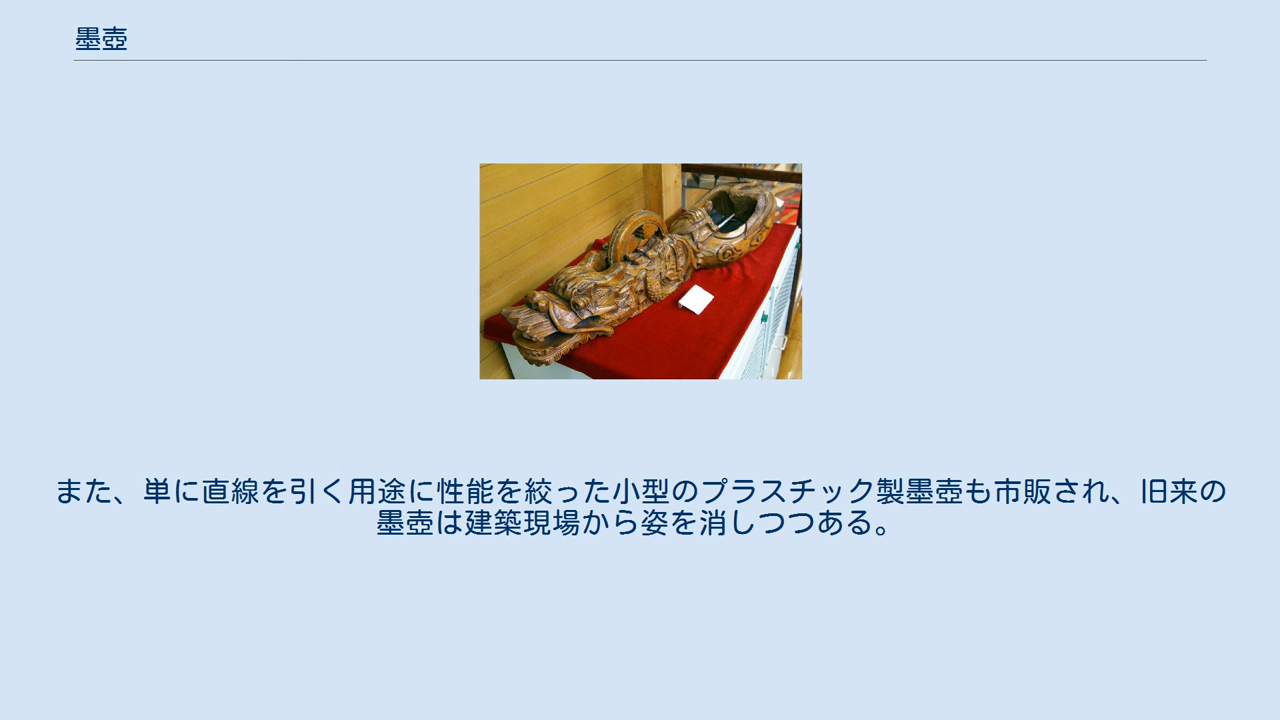 墨壺
また、単に直線を引く用途に性能を絞った小型のプラスチック製墨壺も市販され、旧来の
墨壺は建築現場から姿を消しつつある。